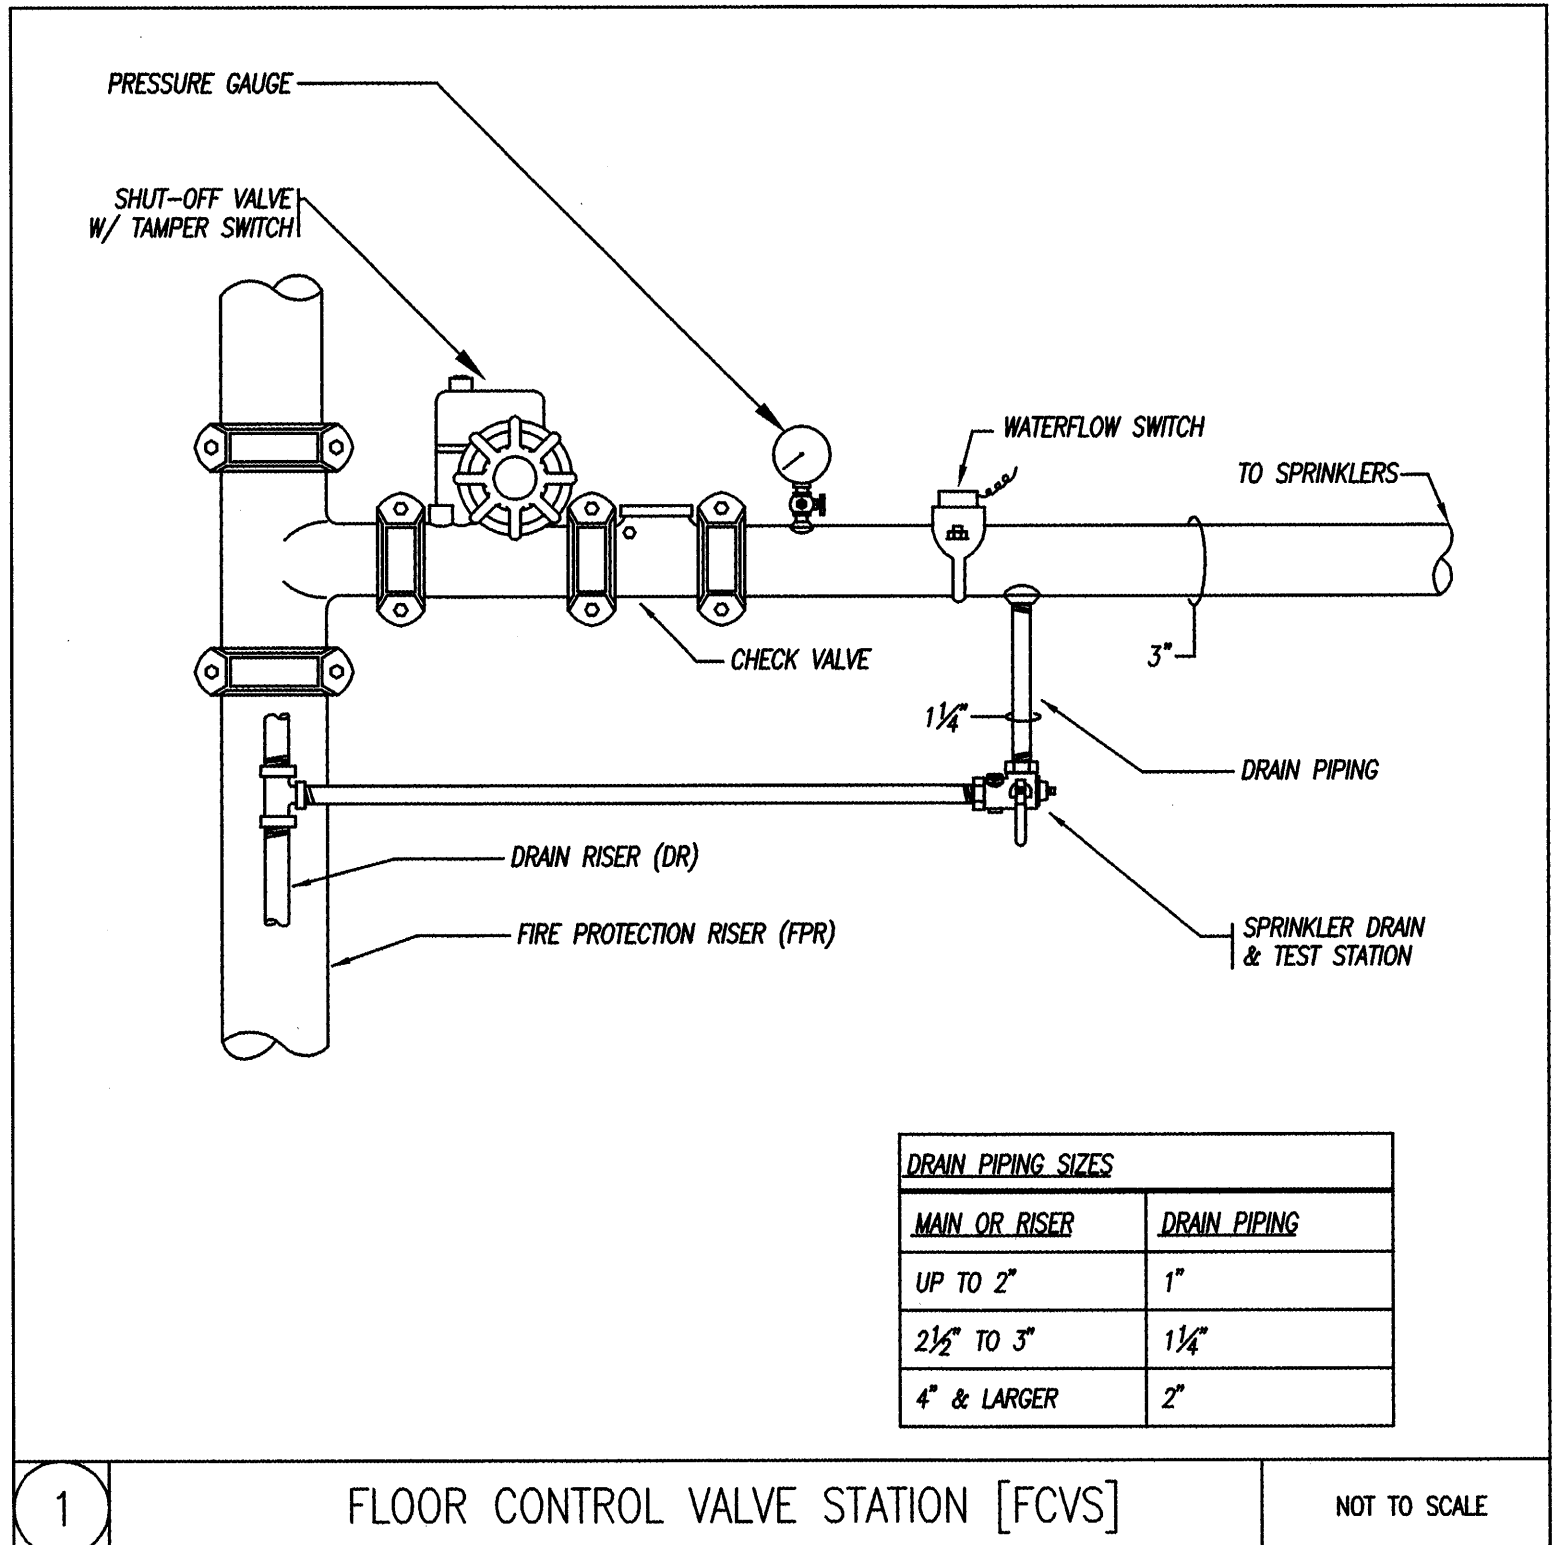 PRESSURE GAUGE
SHUT-OFF VALVE
W/ TAMPER SWITCH
WATERFLOW SWITCH
TO SPRINKLERS
CHECK VALVE
3"
1¼"
DRAIN PIPING
DRAIN RISER (DR)
FIRE PROTECTION RISER (FPR)
SPRINKLER DRAIN
& TEST STATION
DRAIN PIPING SIZES
MAIN OR RISER DRAIN PIPING
UP TO 2" 1"
2½" TO 3" 1¼"
4" & LARGER 2"
1 FLOOR CONTROL VALVE STATION [FCVS] NOT TO SCALE